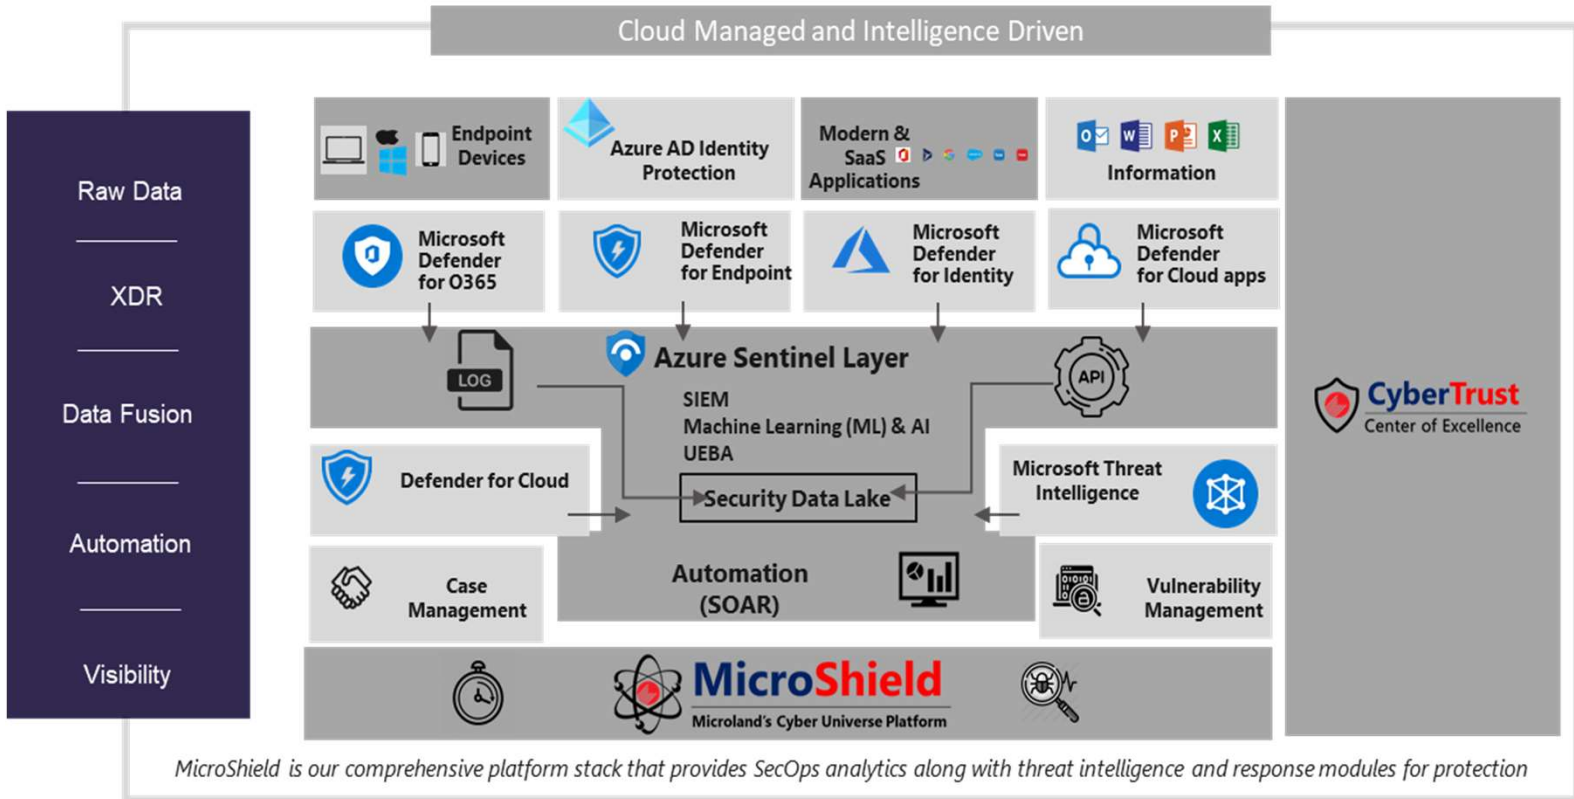 Cloud Managed and Intelligence Driven
Raw Data
XDR
Data Fusion
Automation
Visibility
Endpoint
Devices
Azure AD Identity
Protection
Modern &
SaaS
Applications
Information
Microsoft
Defender
for O365
Microsoft
Defender
for Endpoint
Microsoft
Defender
for Identity
Microsoft
Defender
for Cloud apps
LOG
Azure Sentinel Layer
API
SIEM
Machine Learning (ML) & AI
UEBA
Security Data Lake
Defender for Cloud
Microsoft Threat
Intelligence
Case
Management
Automation
(SOAR)
Vulnerability
Management
MicroShield
Microland's Cyber Universe Platform
CyberTrust
Center of Excellence
MicroShield is our comprehensive platform stack that provides SecOps analytics along with threat intelligence and response modules for protection